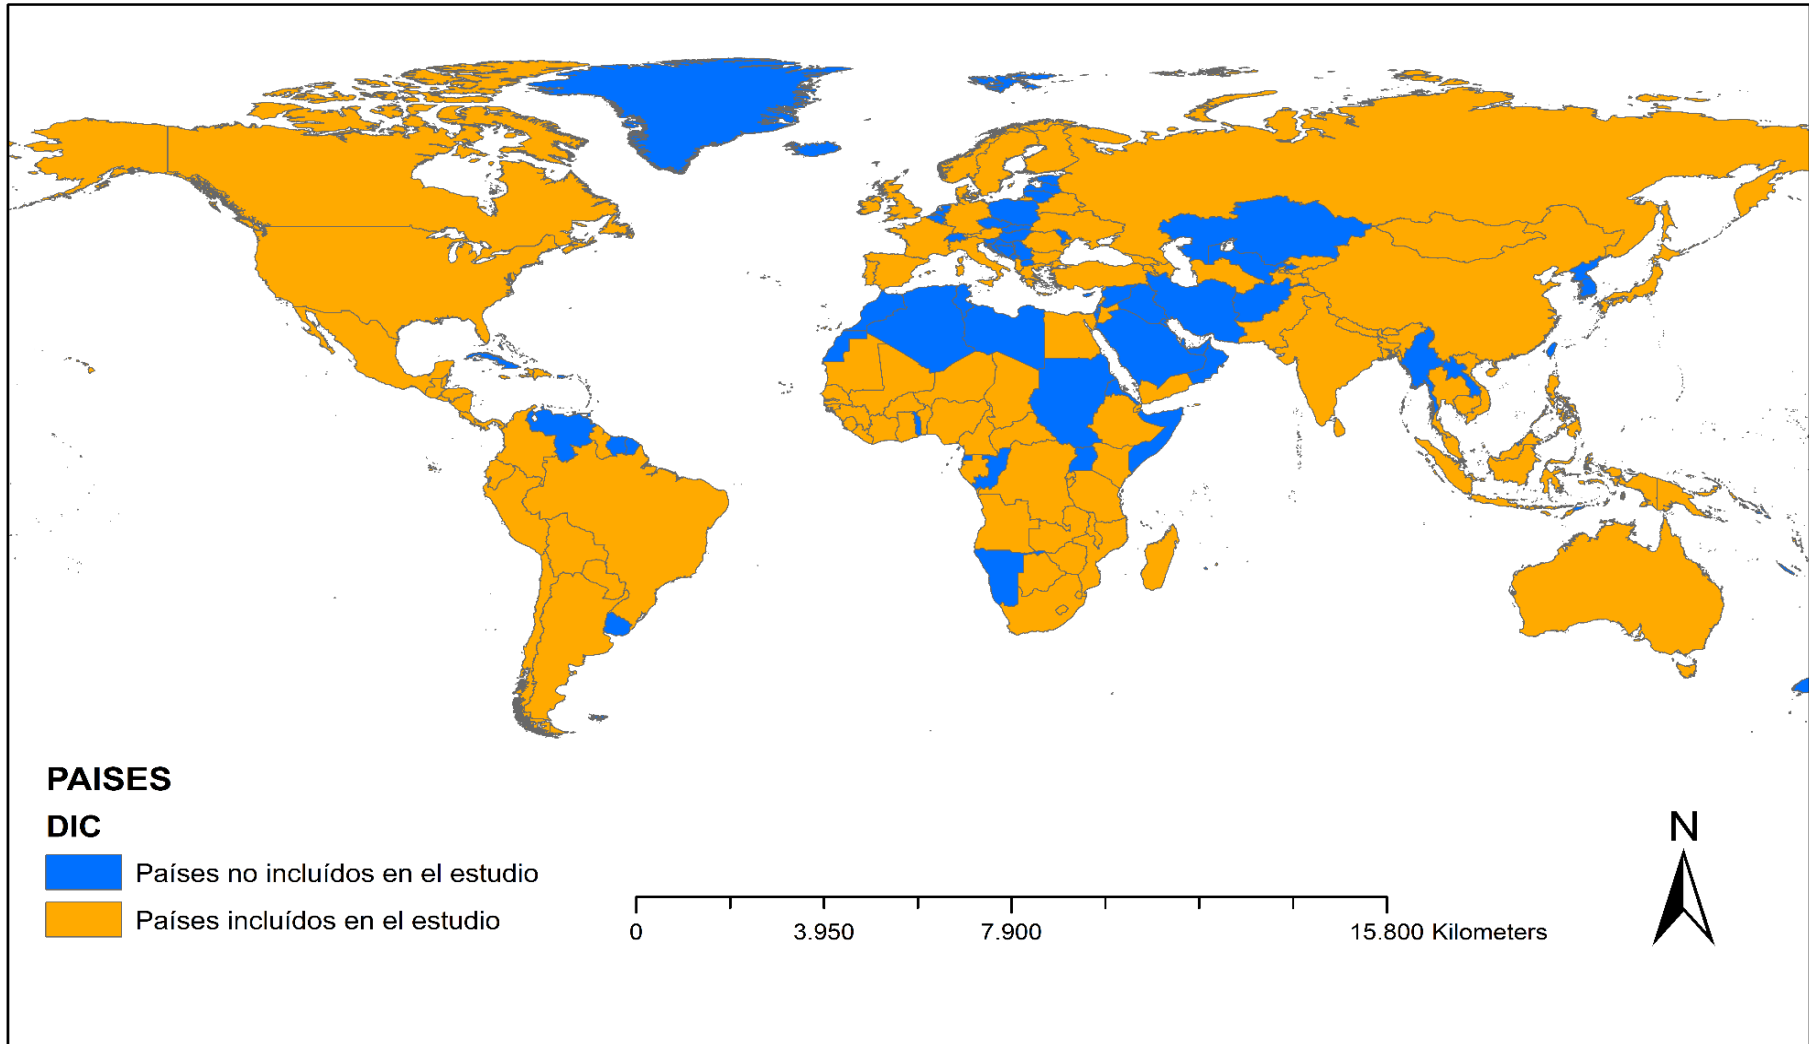 PAISES
DIC
Países no incluídos en el estudio
Países incluídos en el estudio
0 3.950 7.900 15.800 Kilometers
N